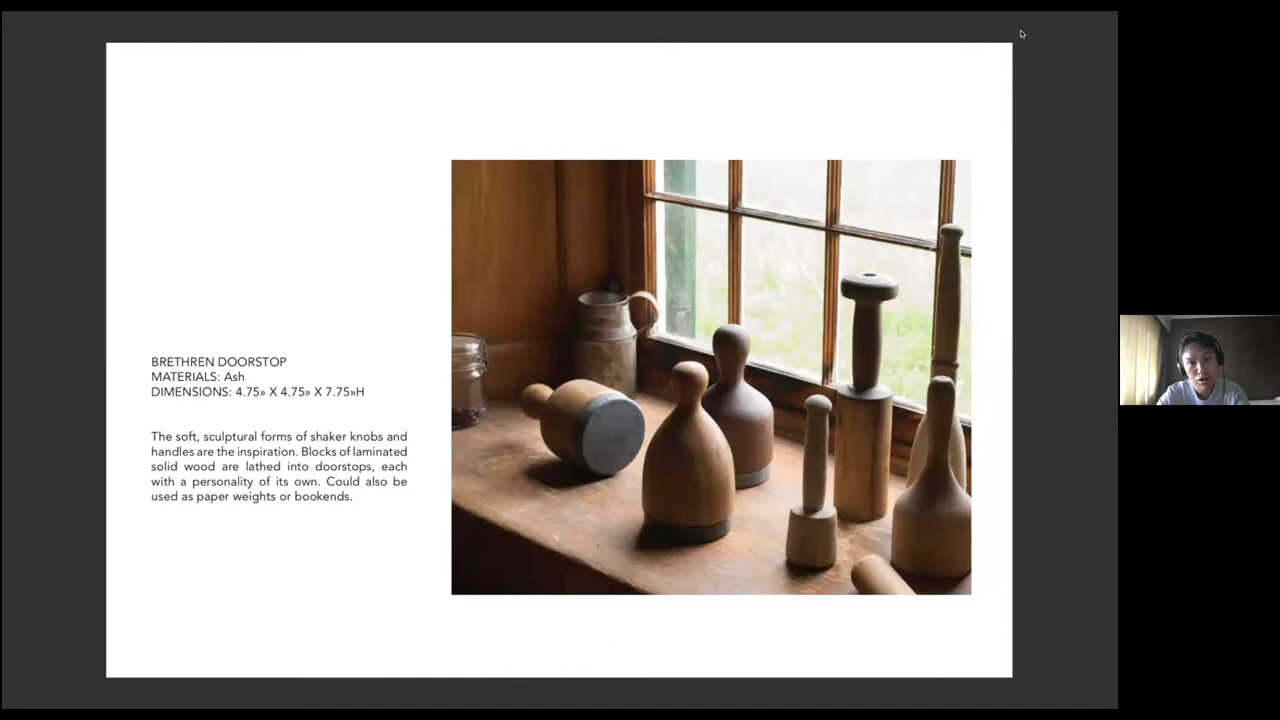 BRETHREN DOORSTOP
MATERIALS: Ash
DIMENSIONS: 4.75» X 4.75» X 7.75»H
The soft, sculptural forms of shaker knobs and
handles are the inspiration. Blocks of laminated
solid wood are lathed into doorstops, each
with a personality of its own. Could also be
used as paper weights or bookends.